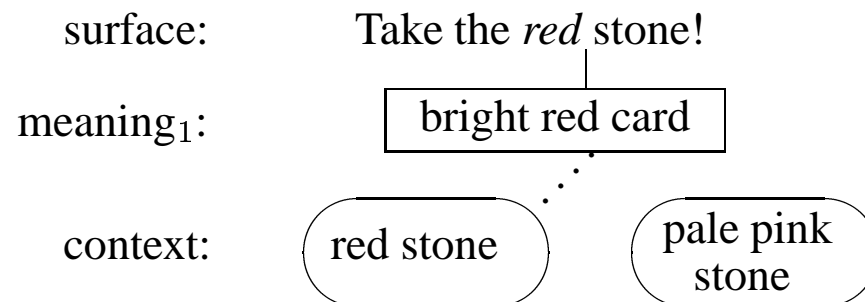 surface: Take the red stone!
meaning₁: bright red card
context: red stone pale pink stone